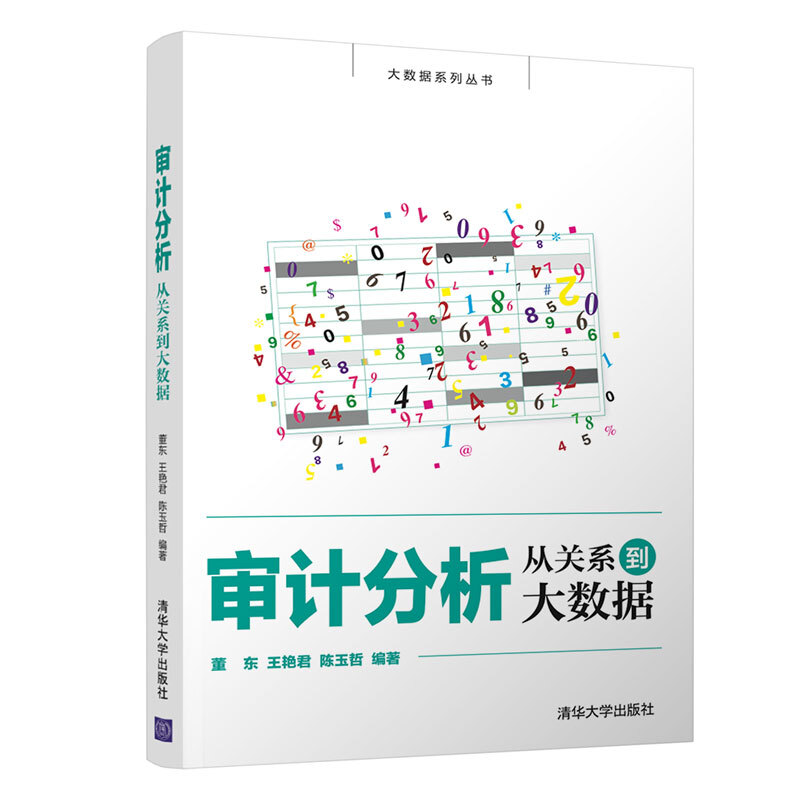 大数据系列丛书
审计分析 从关系到
大数据
董 东 王艳君 陈玉哲 编著
清华大学出版社
审计分析 从关系到大数据
董东 王艳君 陈玉哲 编著
清华大学出版社